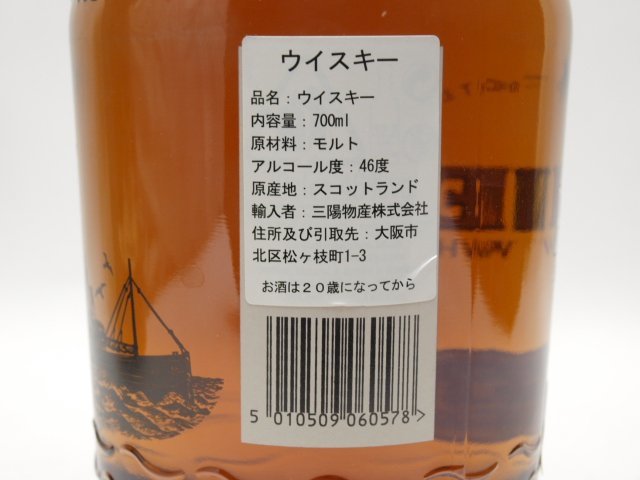 ウイスキー
品名：ウイスキー
内容量：700ml
原材料：モルト
アルコール度：46度
原産地：スコットランド
輸入者：三陽物産株式会社
住所及び引取先：大阪市
北区松ヶ枝町1-3
お酒は２０歳になってから
5 010509 060578>